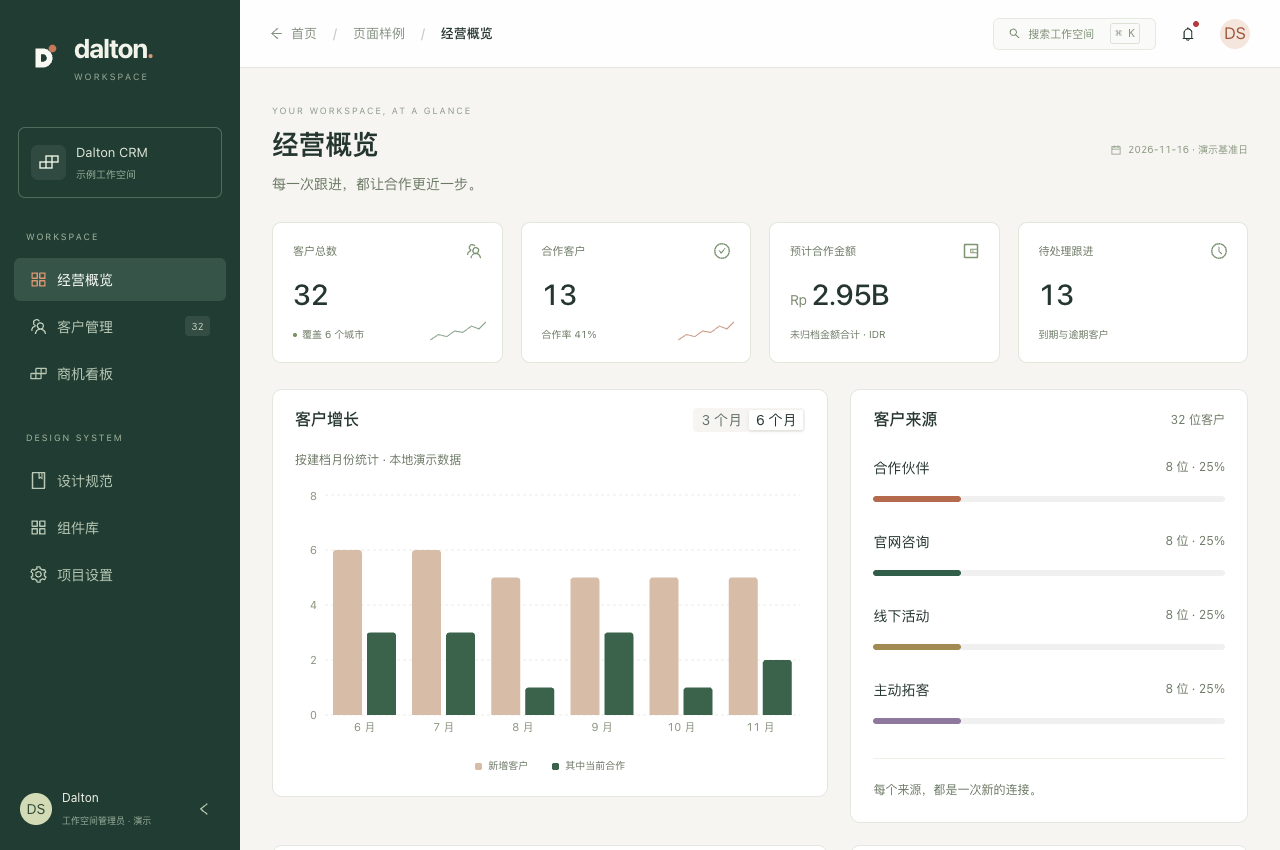 dalton.
WORKSPACE
Dalton CRM
示例工作空间
WORKSPACE
经营概览
客户管理 32
商机看板
DESIGN SYSTEM
设计规范
组件库
项目设置
DS Dalton
工作空间管理员 · 演示
首页 / 页面样例 / 经营概览
搜索工作空间 ⌘ K
DS
YOUR WORKSPACE, AT A GLANCE
经营概览
2026-11-16 · 演示基准日
每一次跟进，都让合作更近一步。
客户总数
32
覆盖 6 个城市
合作客户
13
合作率 41%
预计合作金额
Rp 2.95B
未归档金额合计 · IDR
待处理跟进
13
到期与逾期客户
客户增长
3 个月 6 个月
按建档月份统计 · 本地演示数据
8
6
4
2
0
6 月 7 月 8 月 9 月 10 月 11 月
新增客户 其中当前合作
客户来源 32 位客户
合作伙伴 8 位 · 25%
官网咨询 8 位 · 25%
线下活动 8 位 · 25%
主动拓客 8 位 · 25%
每个来源，都是一次新的连接。